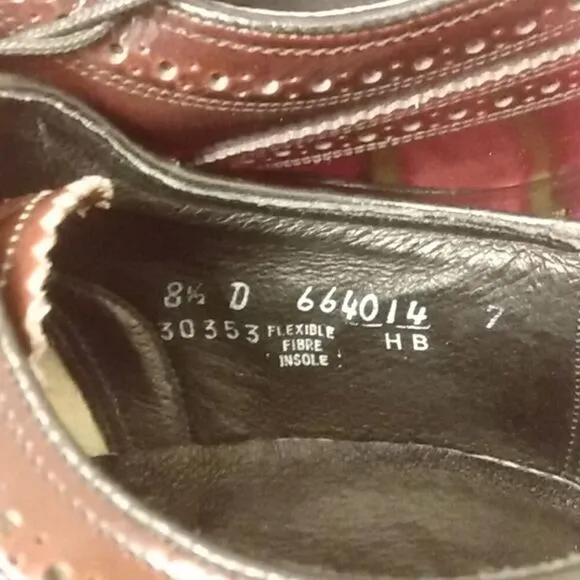 8½ D 664014 7
30353 FLEXIBLE HB
FIBRE
INSOLE